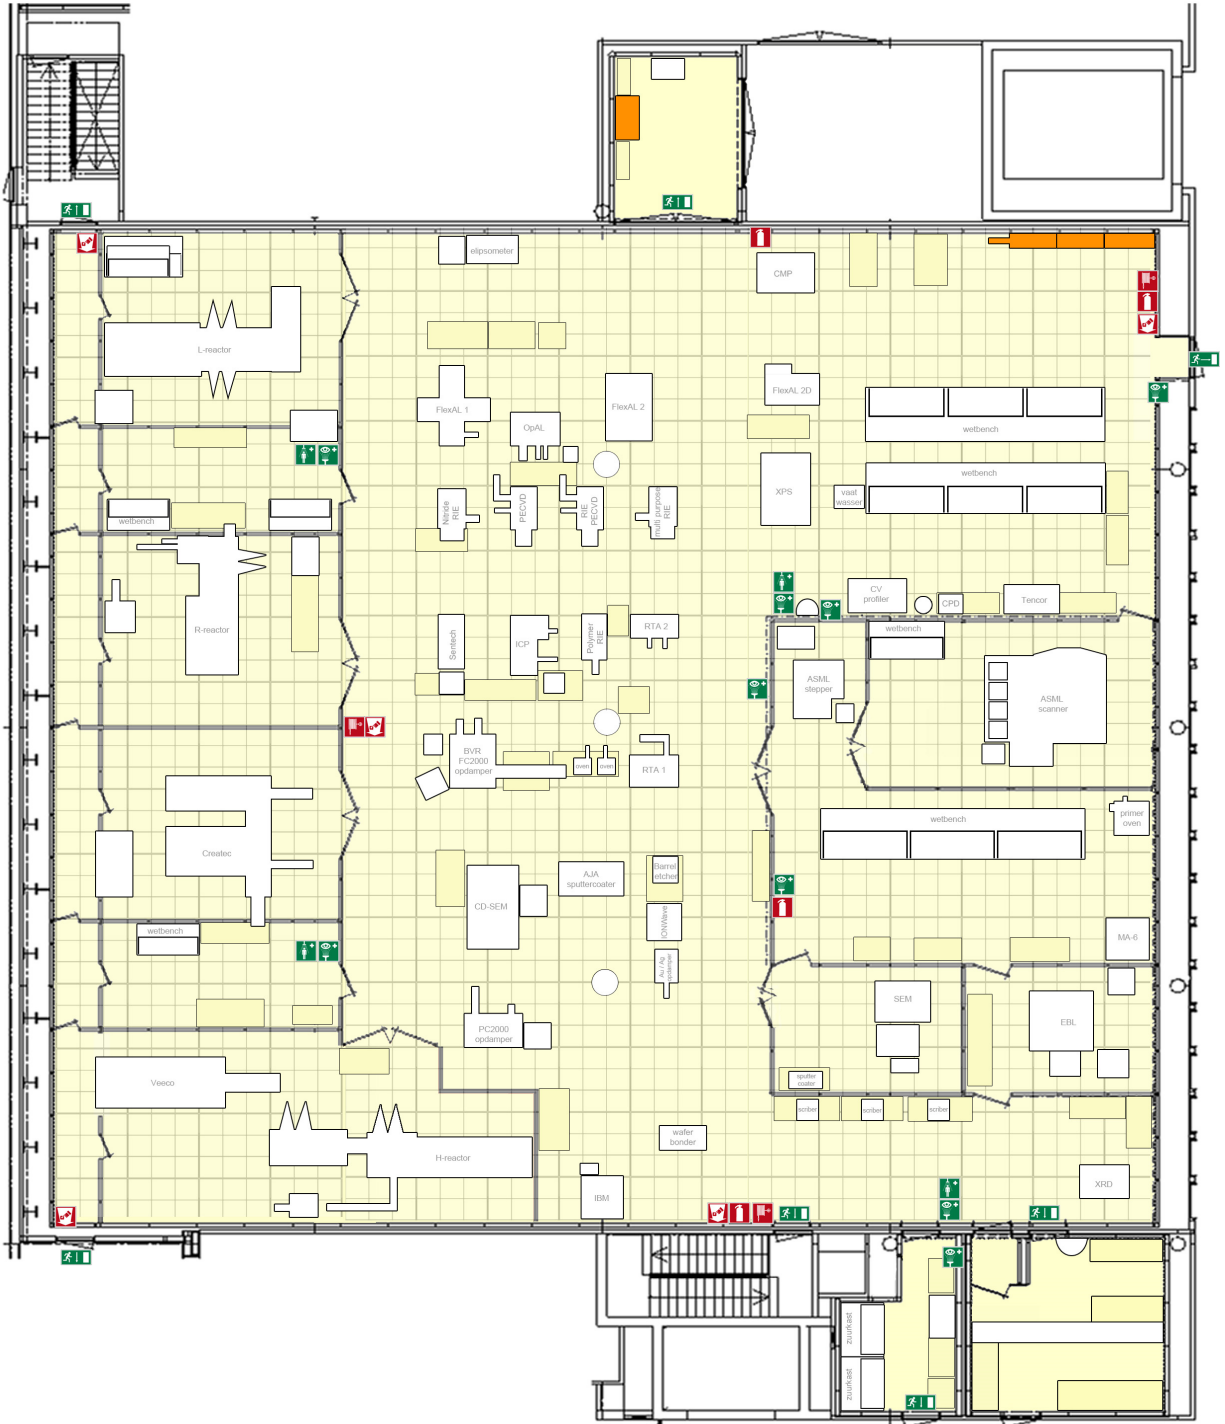 elipsometer
CMP
L-reactor
FlexAL 1
FlexAL 2
FlexAL 2D
OpAL
wetbench
wetbench
XPS
vaat
wasser
Nitride
RIE
PECVD
RIE
PECVD
multi purpose
RIE
wetbench
R-reactor
CV
profiler
CPD
Tencor
Sentech
ICP
Polymer
RIE
RTA 2
wetbench
ASML
stepper
ASML
scanner
BVR
FC2000
opdamper
oven
oven
RTA 1
wetbench
primer
oven
Createc
AJA
sputtercoater
Barrel
etcher
CD-SEM
IONWave
wetbench
MA-6
Au / Ag
opdamper
SEM
EBL
PC2000
opdamper
Veeco
sputter
coater
scriber
scriber
scriber
wafer
bonder
H-reactor
IBM
XRD
zuurkast
zuurkast